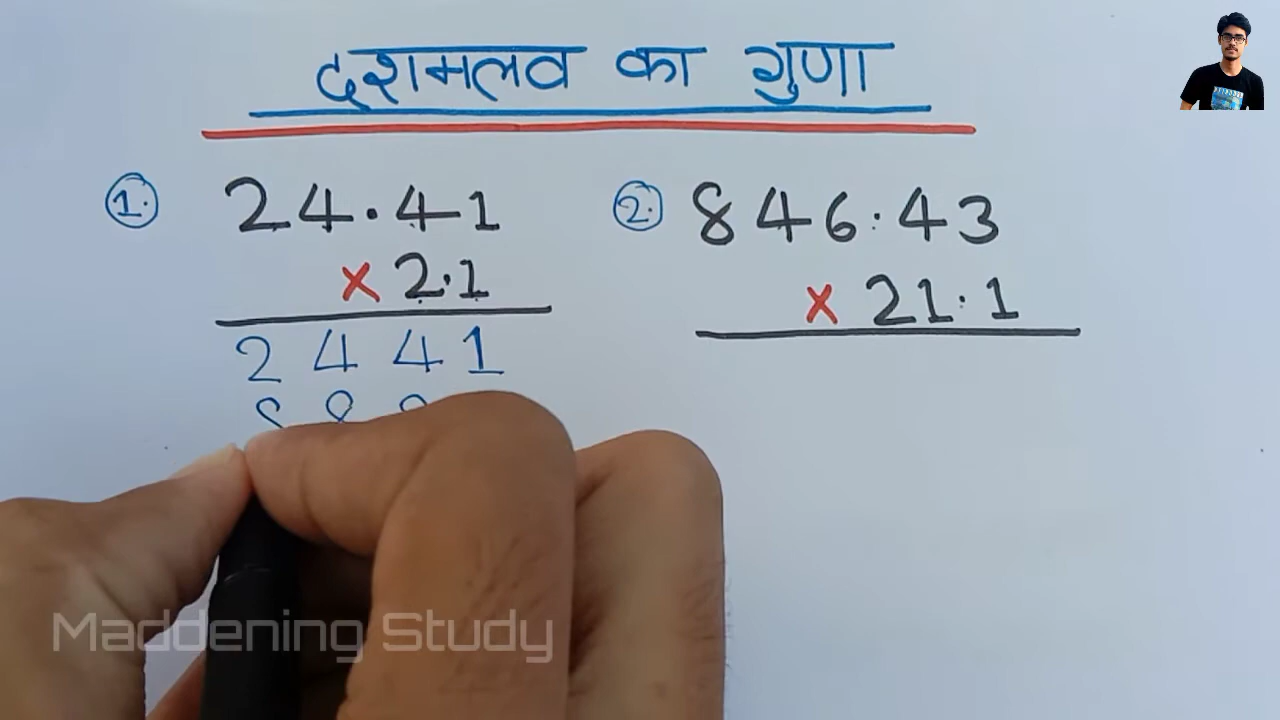 दशमलव का गुणा
1. 24.41
× 2.1
2441
2. 846.43
× 21.1
Maddening Study